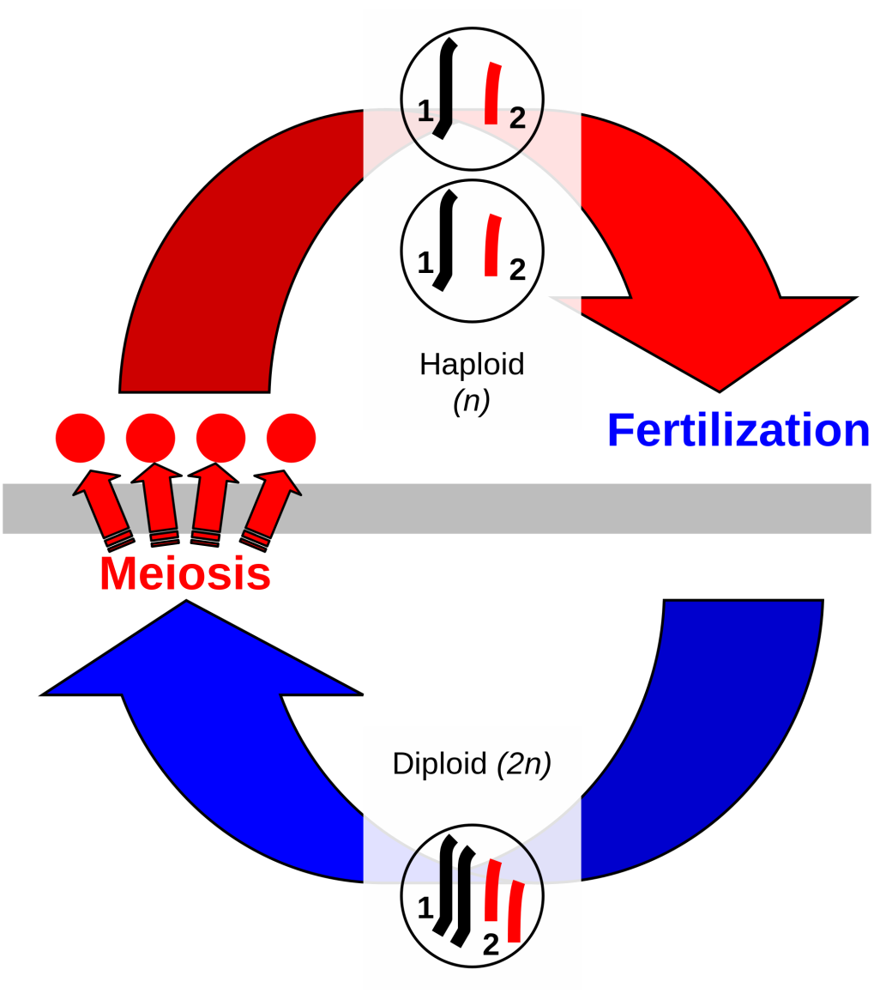 1 2
1 2
Haploid
(n)
Fertilization
Meiosis
Diploid (2n)
1
2